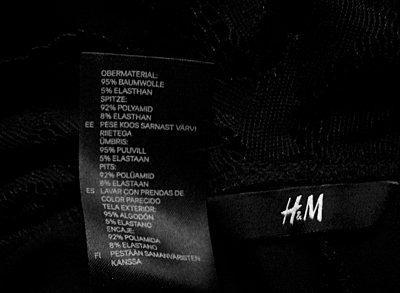 OBERMATERIAL:
95% BAUMWOLLE
5% ELASTHAN
SPITZE:
92% POLYAMID
8% ELASTHAN
EE PESE KOOS SARNAST VÄRVI
RIIETEGA
ÜMBRIS:
95% PUUVILL
5% ELASTAAN
PITS:
92% POLÜAMIID
8% ELASTAAN
ES LAVAR CON PRENDAS DE
COLOR PARECIDO
TELA EXTERIOR:
95% ALGODÓN
5% ELASTANO
ENCAJE:
92% POLIAMIDA
8% ELASTANO
FI PESTÄÄN SAMANVÄRISTEN
KANSSA
H&M